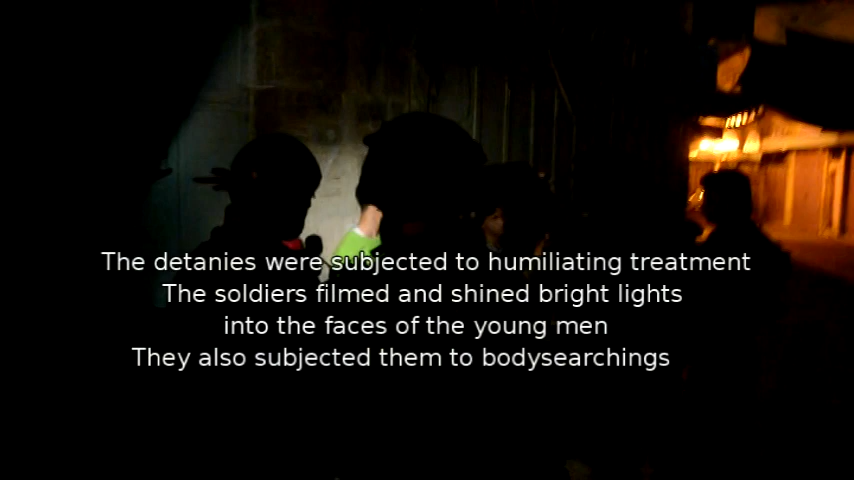 The detanies were subjected to humiliating treatment
The soldiers filmed and shined bright lights
into the faces of the young men
They also subjected them to bodysearchings